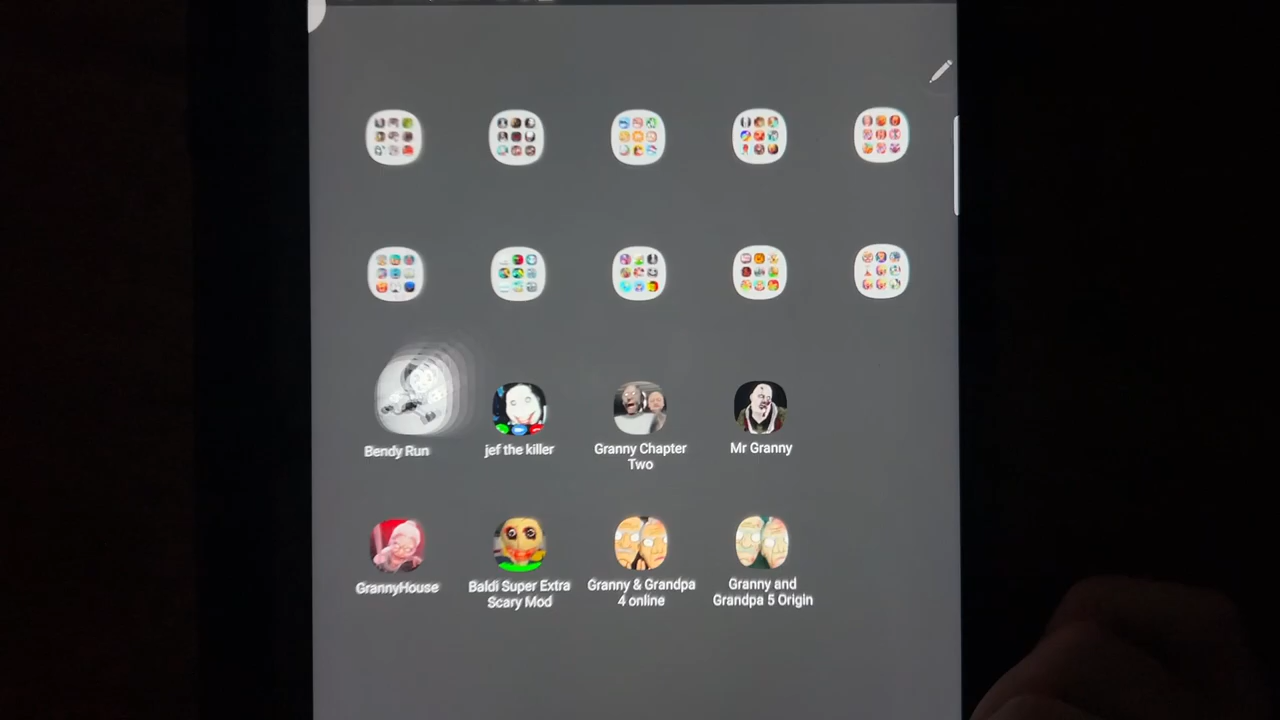 Bendy Run
jef the killer
Granny Chapter
Two
Mr Granny
GrannyHouse
Baldi Super Extra
Scary Mod
Granny & Grandpa
4 online
Granny and
Grandpa 5 Origin